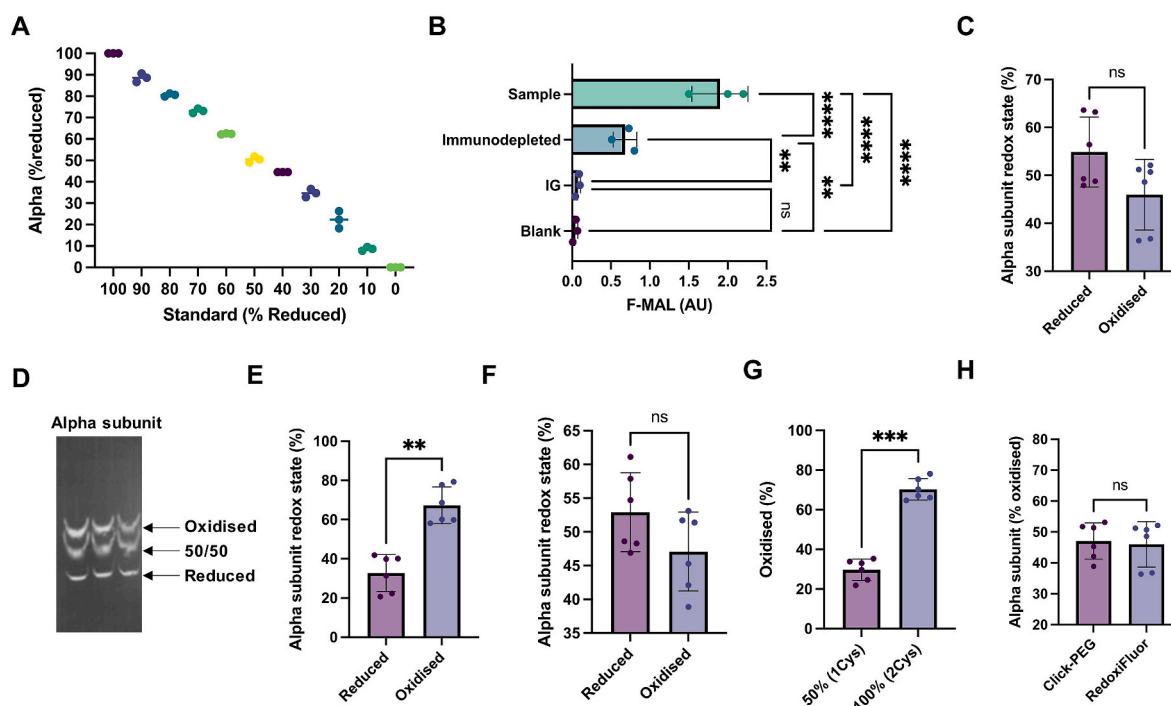 A
Alpha (%reduced)
100
90
80
70
60
50
40
30
20
10
0
100 90 80 70 60 50 40 30 20 10 0
Standard (% Reduced)
B
Sample
Immunodepleted
IG
Blank
**
ns
****
**
****
****
0.0 0.5 1.0 1.5 2.0 2.5
F-MAL (AU)
C
Alpha subunit redox state (%)
70
60
50
40
30
ns
Reduced
Oxidised
D
Alpha subunit
Oxidised
50/50
Reduced
E
Alpha subunit redox state (%)
100
80
60
40
20
0
**
Reduced
Oxidised
F
Alpha subunit redox state (%)
65
60
55
50
45
40
35
ns
Reduced
Oxidised
G
Oxidised (%)
100
80
60
40
20
0
***
50% (1Cys)
100% (2Cys)
H
Alpha subunit (% oxidised)
80
70
60
50
40
30
20
ns
Click-PEG
RedoxiFluor